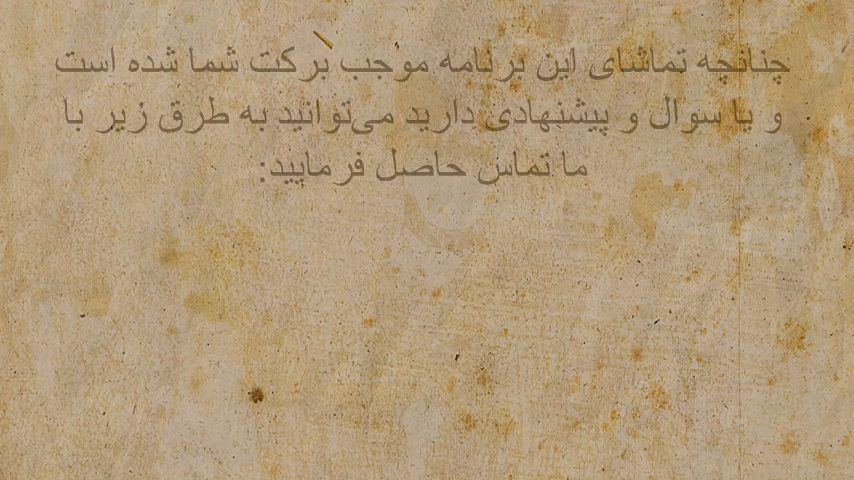 چنانچه تماشای این برنامه موجب برکت شما شده است
و یا سوال و پیشنهادی دارید می‌توانید به طرق زیر با
ما تماس حاصل فرمایید: